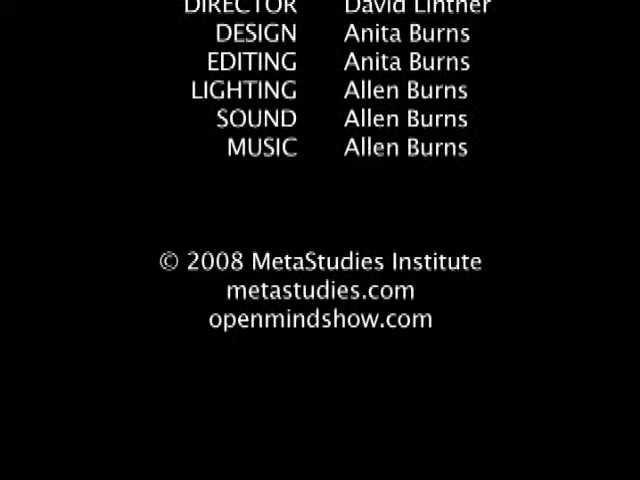 DIRECTOR David Lintner
DESIGN Anita Burns
EDITING Anita Burns
LIGHTING Allen Burns
SOUND Allen Burns
MUSIC Allen Burns
© 2008 MetaStudies Institute
metastudies.com
openmindshow.com